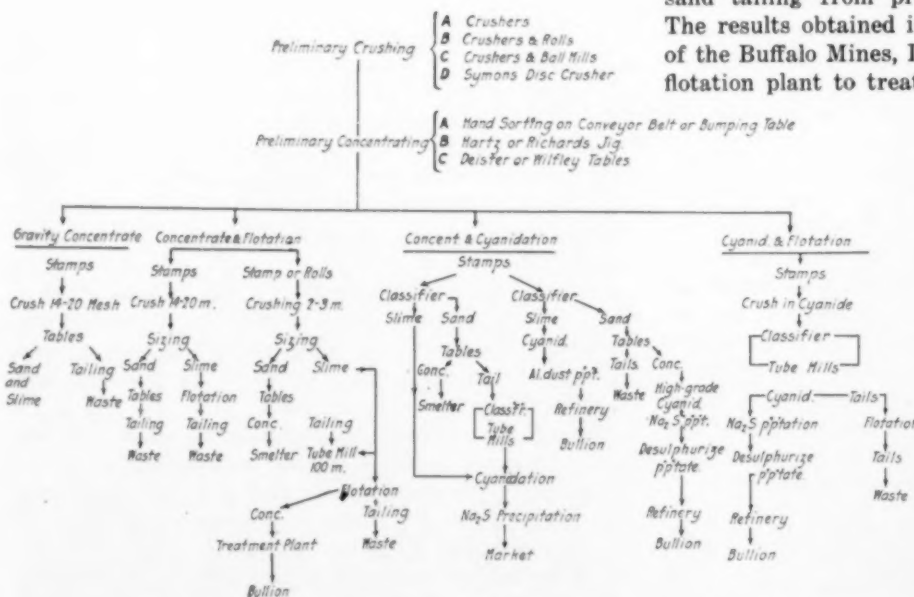 sand tailing from pr
The results obtained i
of the Buffalo Mines, I
flotation plant to treat
Preliminary Crushing
A Crushers
B Crushers & Rolls
C Crushers & Ball Mills
D Symons Disc Crusher
Preliminary Concentrating
A Hand Sorting on Conveyor Belt or Bumping Table
B Hartz or Richards Jig.
C Deister or Wilfley Tables
Gravity Concentrate
Stamps
Crush 14-20 Mesh
Tables
Sand and Slime
Tailing
Waste
Concentrate & Flotation
Stamps
Crush 14-20 m.
Sizing
Sand
Tables
Tailing
Waste
Slime
Flotation
Tailing
Waste
Stamp or Rolls
Crushing 2-3 m.
Sizing
Sand
Tables
Conc.
Smelter
Tailing
Tube Mill
100 m.
Slime
Flotation
Conc.
Treatment Plant
Bullion
Tailing
Waste
Concent & Cyanidation
Stamps
Classifier
Slime
Sand
Tables
Conc.
Smelter
Tail
Classifr.
Tube
Mills
Cyanidation
Na₂S Precipitation
Market
Classifier
Slime
Cyanid.
Al. dust ppt.
Refinery
Bullion
Sand
Tables
Tails
Waste
Conc.
High-grade
Cyanid.
Na₂S ppt.
Desulphurize
p'p'tate.
Refinery
Bullion
Cyanid. & Flotation
Stamps
Crush in Cyanide
Classifier
Tube Mills
Cyanid.
Na₂S pptation
Desulphurize
p'p'tate.
Refinery
Bullion
Tails
Flotation
Tails
Waste